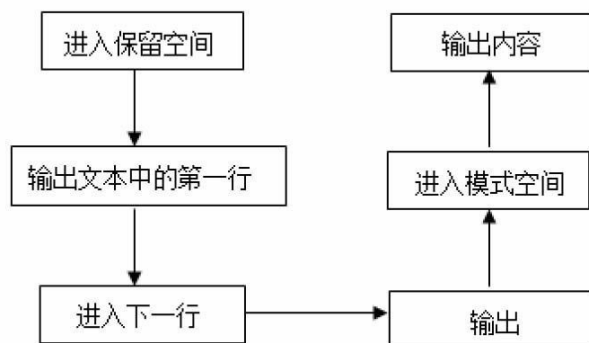 进入保留空间
输出文本中的第一行
进入下一行
输出
进入模式空间
输出内容